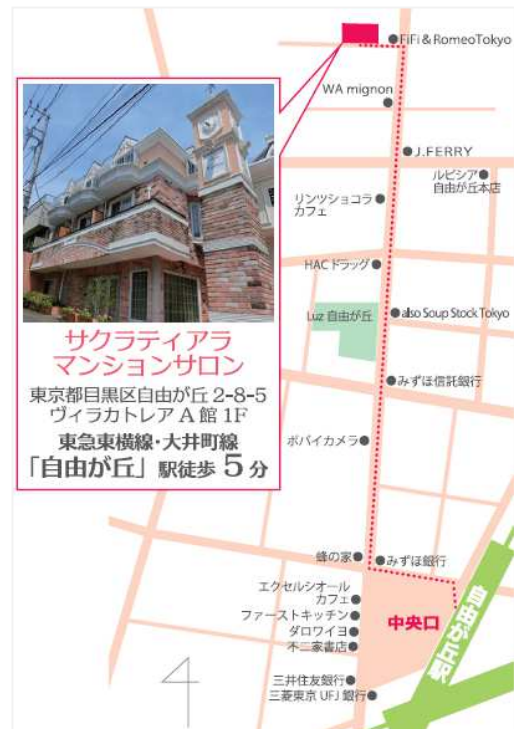 FiFi & RomeoTokyo
WA mignon
J.FERRY
ルピシア
自由が丘本店
リンツショコラ
カフェ
HAC ドラッグ
Luz 自由が丘
also Soup Stock Tokyo
みずほ信託銀行
ポパイカメラ
サクラティアラ
マンションサロン
東京都目黒区自由が丘 2-8-5
ヴィラカトレア A 館 1F
東急東横線・大井町線
「自由が丘」駅徒歩 5 分
蜂の家
みずほ銀行
エクセルシオール
カフェ
ファーストキッチン
ダロワイヨ
不二家書店
中央口
自由が丘駅
三井住友銀行
三菱東京 UFJ 銀行